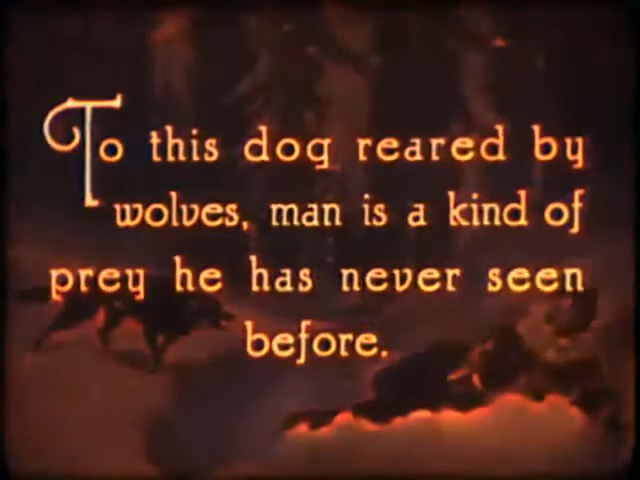 To this dog reared by
wolves, man is a kind of
prey he has never seen
before.